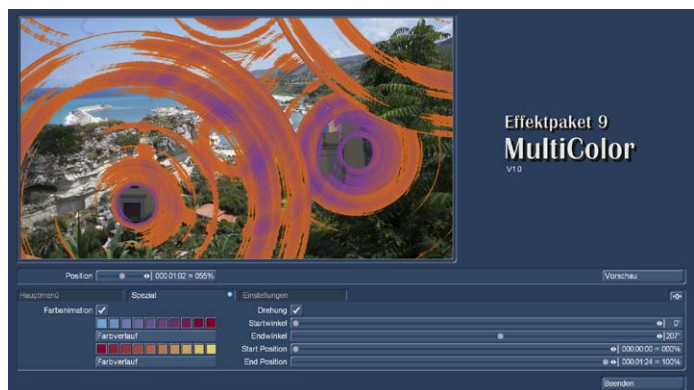 Effektpaket 9
MultiColor
V1.0
Position 000:01:02 = 055%
Vorschau
Hauptmenü Spezial Einstellungen
Farbanimation Drehung
Startwinkel 0°
Farbverlauf Endwinkel 207°
Start Position 000:00:00 = 000%
Farbverlauf End Position 000:01:24 = 100%
Beenden